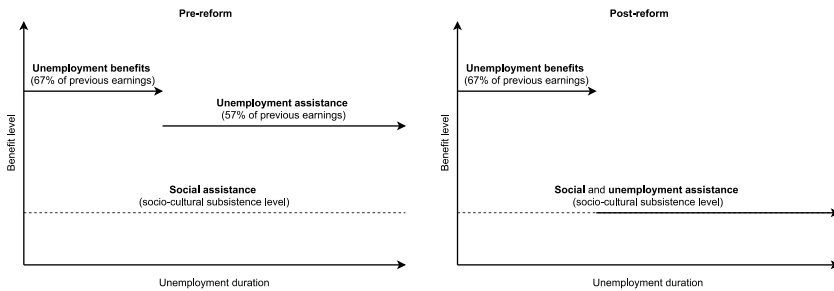 Pre-reform
Unemployment benefits
(67% of previous earnings)
Unemployment assistance
(57% of previous earnings)
Social assistance
(socio-cultural subsistence level)
Benefit level
Unemployment duration
Post-reform
Unemployment benefits
(67% of previous earnings)
Social and unemployment assistance
(socio-cultural subsistence level)
Benefit level
Unemployment duration